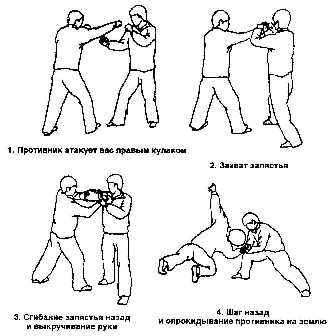 1. Противник атакует вас правым кулаком
2. Захват запястья
3. Сгибание запястья назад
и выкручивание руки
4. Шаг назад
и опрокидывание противника на землю